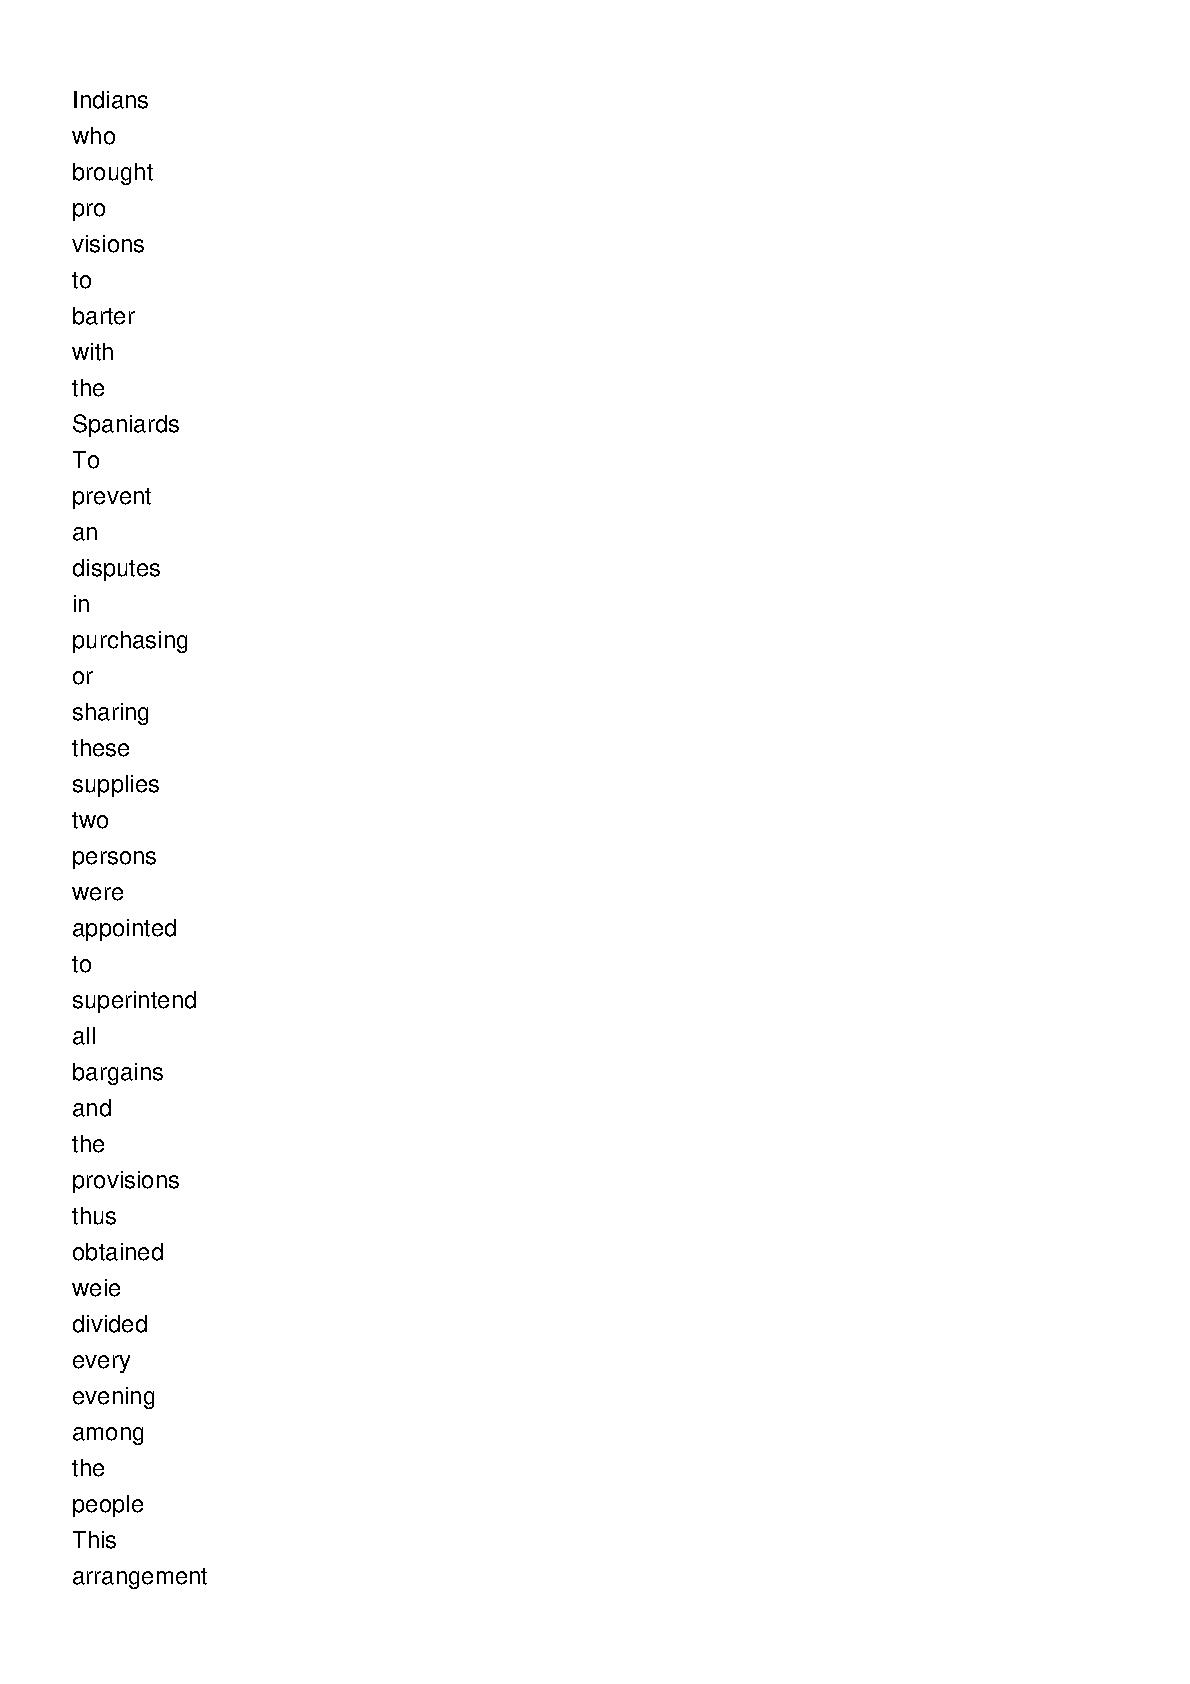 Indians
who
brought
pro
visions
to
barter
with
the
Spaniards
To
prevent
an
disputes
in
purchasing
or
sharing
these
supplies
two
persons
were
appointed
to
superintend
all
bargains
and
the
provisions
thus
obtained
weie
divided
every
evening
among
the
people
This
arrangement